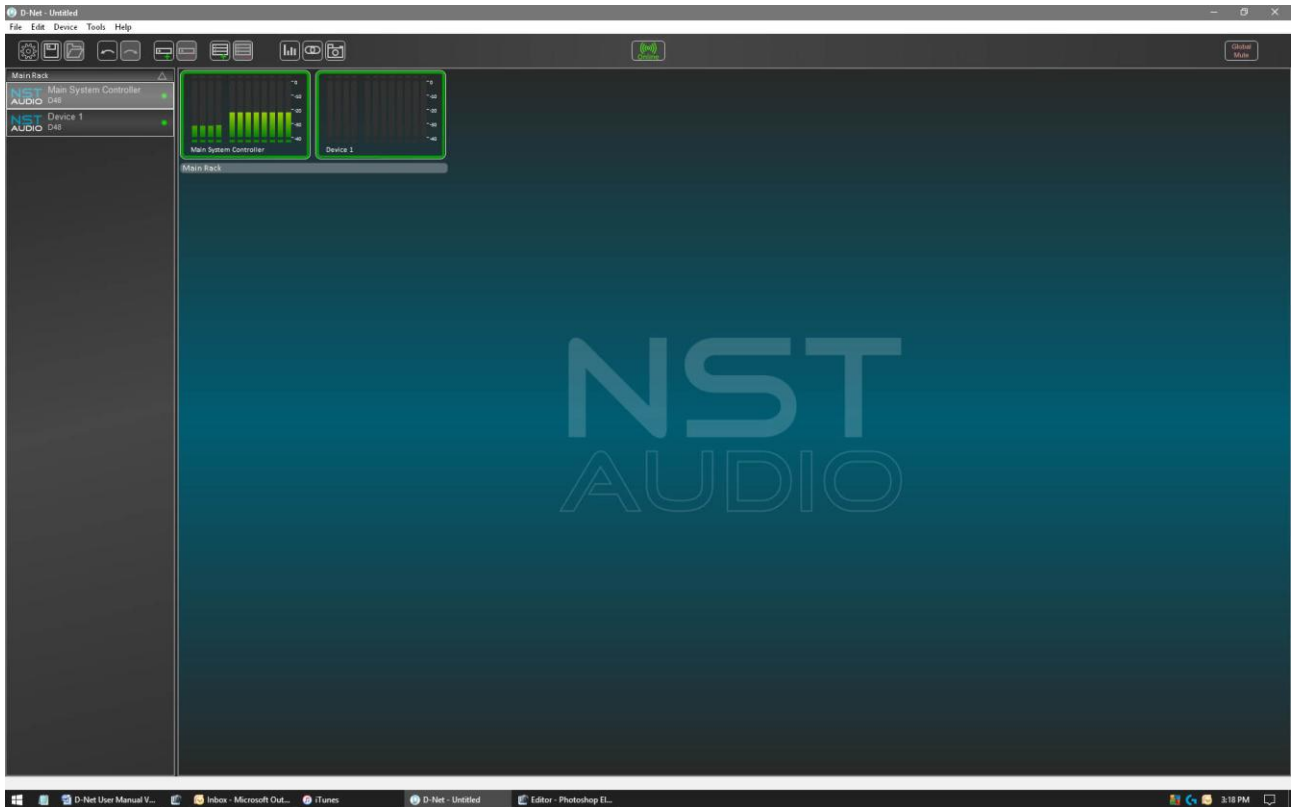 D-Net - Untitled
File Edit Device Tools Help
Online
Global
Mute
Main Rack
NST
AUDIO
Main System Controller
D48
NST
AUDIO
Device 1
D48
Main System Controller
Device 1
Main Rack
NST
AUDIO
D-Net User Manual V...
Inbox - Microsoft Out...
iTunes
D-Net - Untitled
Editor - Photoshop El...
3:18 PM